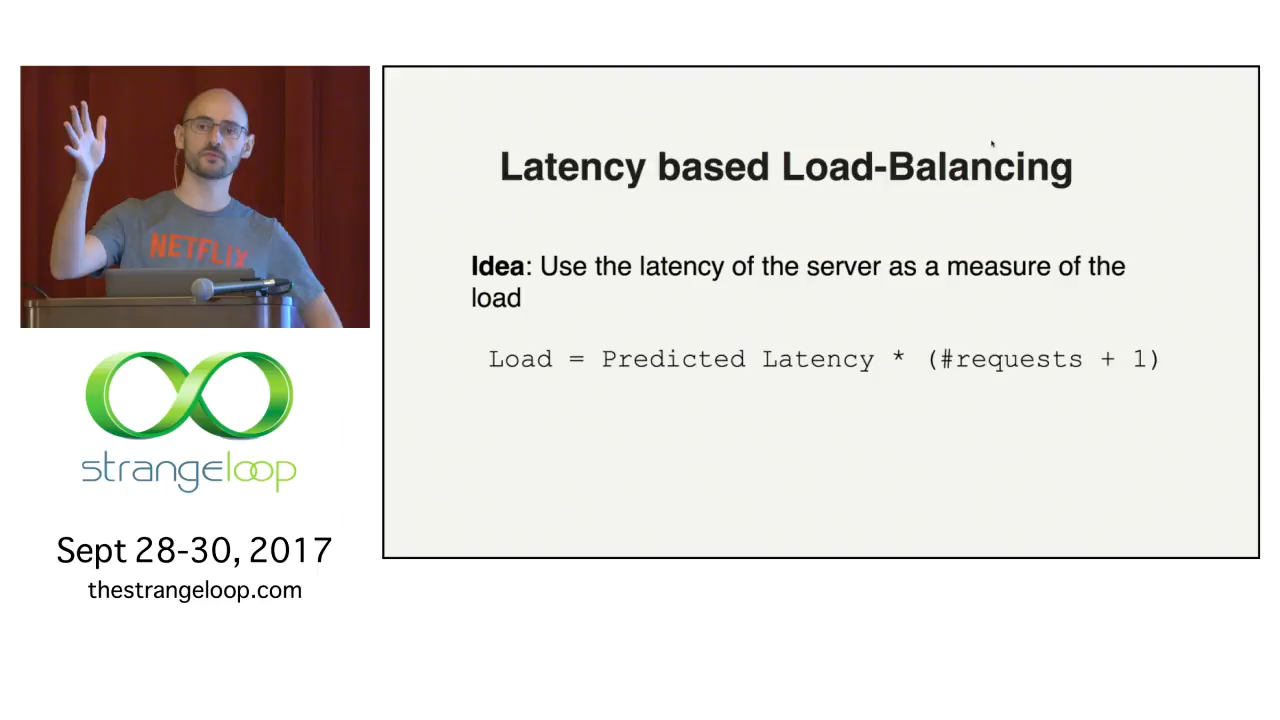 NETFLIX
strangeloop
Sept 28-30, 2017
thestrangeloop.com
Latency based Load-Balancing
Idea: Use the latency of the server as a measure of the
load
Load = Predicted Latency * (#requests + 1)